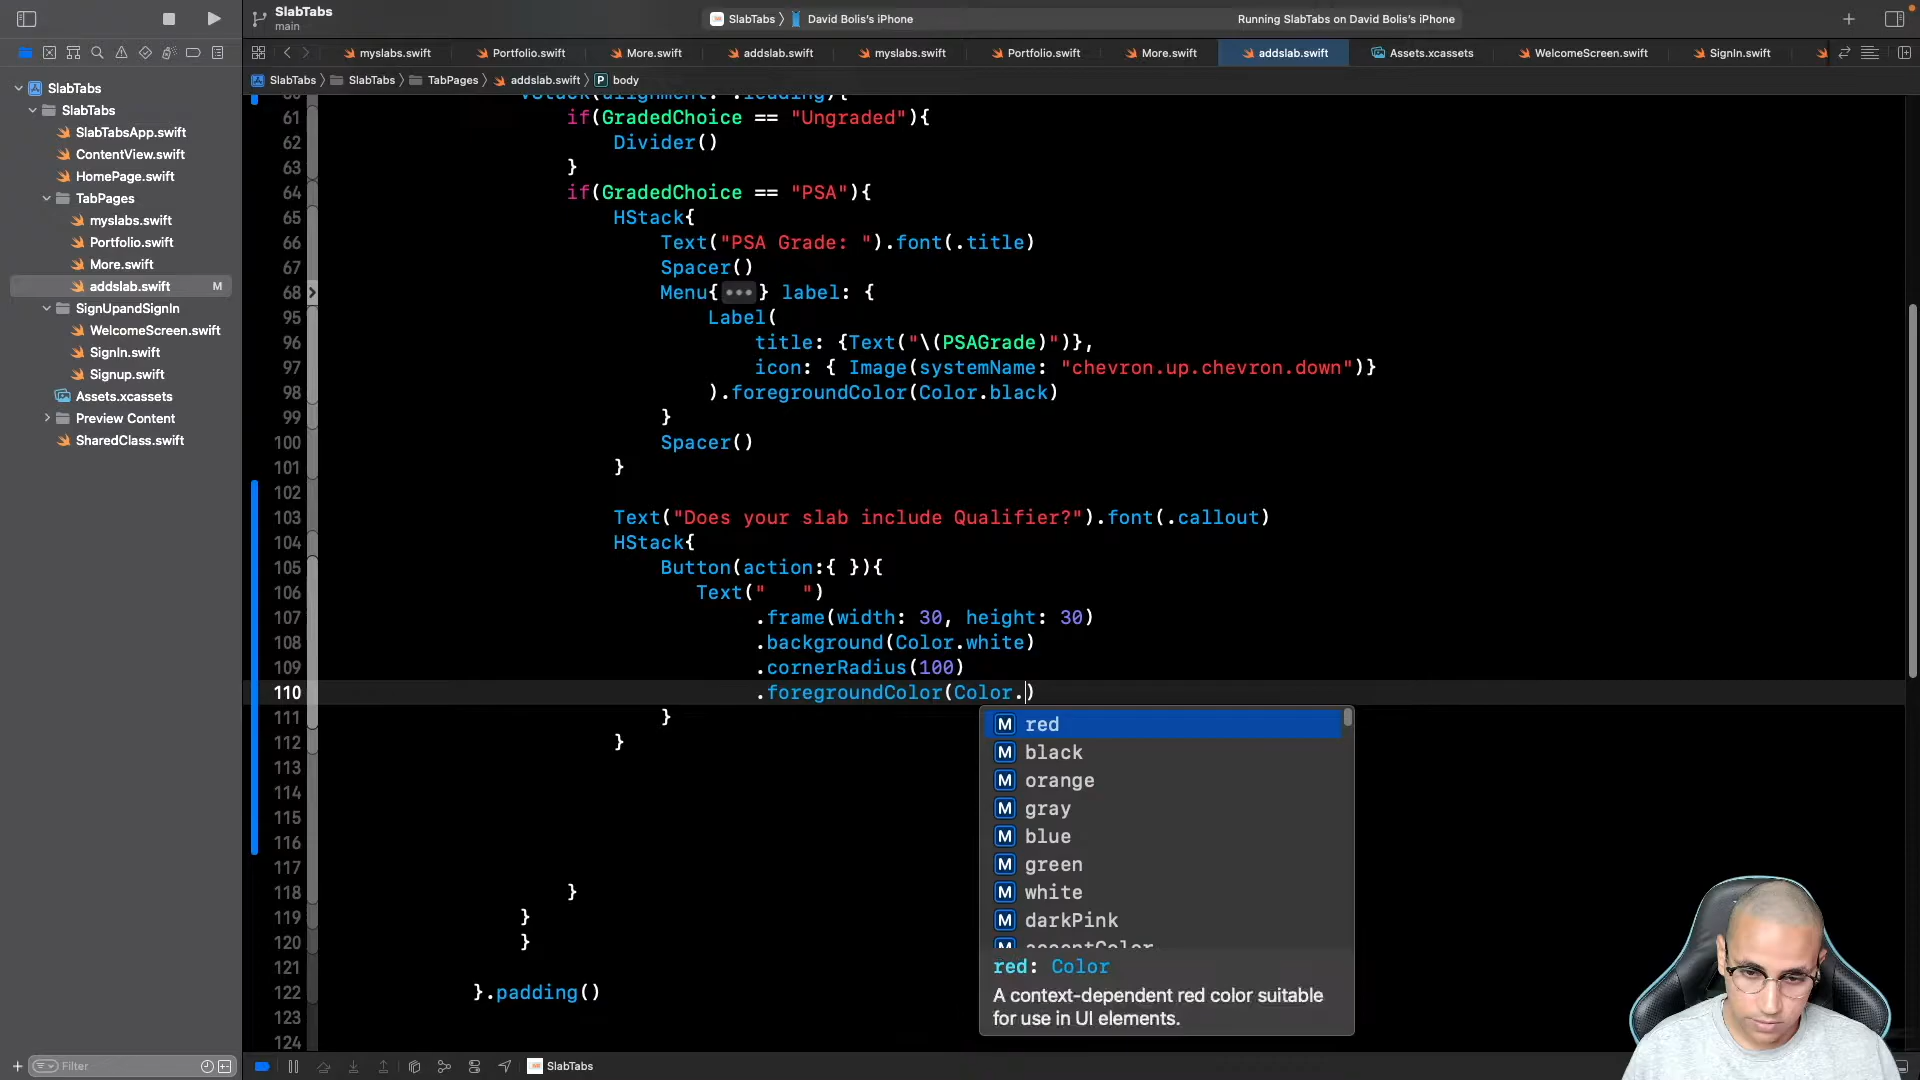 SlabTabs
main
SlabTabs
David Bolis's iPhone
Running SlabTabs on David Bolis's iPhone
myslabs.swift
Portfolio.swift
More.swift
addslab.swift
myslabs.swift
Portfolio.swift
More.swift
addslab.swift
Assets.xcassets
WelcomeScreen.swift
SignIn.swift
SlabTabs
SlabTabs
TabPages
addslab.swift
P body
SlabTabs
SlabTabs
SlabTabsApp.swift
ContentView.swift
HomePage.swift
TabPages
myslabs.swift
Portfolio.swift
More.swift
addslab.swift M
SignUpandSignIn
WelcomeScreen.swift
SignIn.swift
Signup.swift
Assets.xcassets
Preview Content
SharedClass.swift
Filter
60 VStack(alignment: .leading){
61 if(GradedChoice == "Ungraded"){
62 Divider()
63 }
64 if(GradedChoice == "PSA"){
65 HStack{
66 Text("PSA Grade: ").font(.title)
67 Spacer()
68 Menu{•••} label: {
95 Label(
96 title: {Text("\(PSAGrade)")},
97 icon: { Image(systemName: "chevron.up.chevron.down")}
98 ).foregroundColor(Color.black)
99 }
100 Spacer()
101 }
102
103 Text("Does your slab include Qualifier?").font(.callout)
104 HStack{
105 Button(action:{ }){
106 Text("   ")
107 .frame(width: 30, height: 30)
108 .background(Color.white)
109 .cornerRadius(100)
110 .foregroundColor(Color.)
111 }
112 }
113
114
115
116
117
118 }
119 }
120 }
121
122 }.padding()
123
124
M red
M black
M orange
M gray
M blue
M green
M white
M darkPink
M accentColor
red: Color
A context-dependent red color suitable
for use in UI elements.
SlabTabs